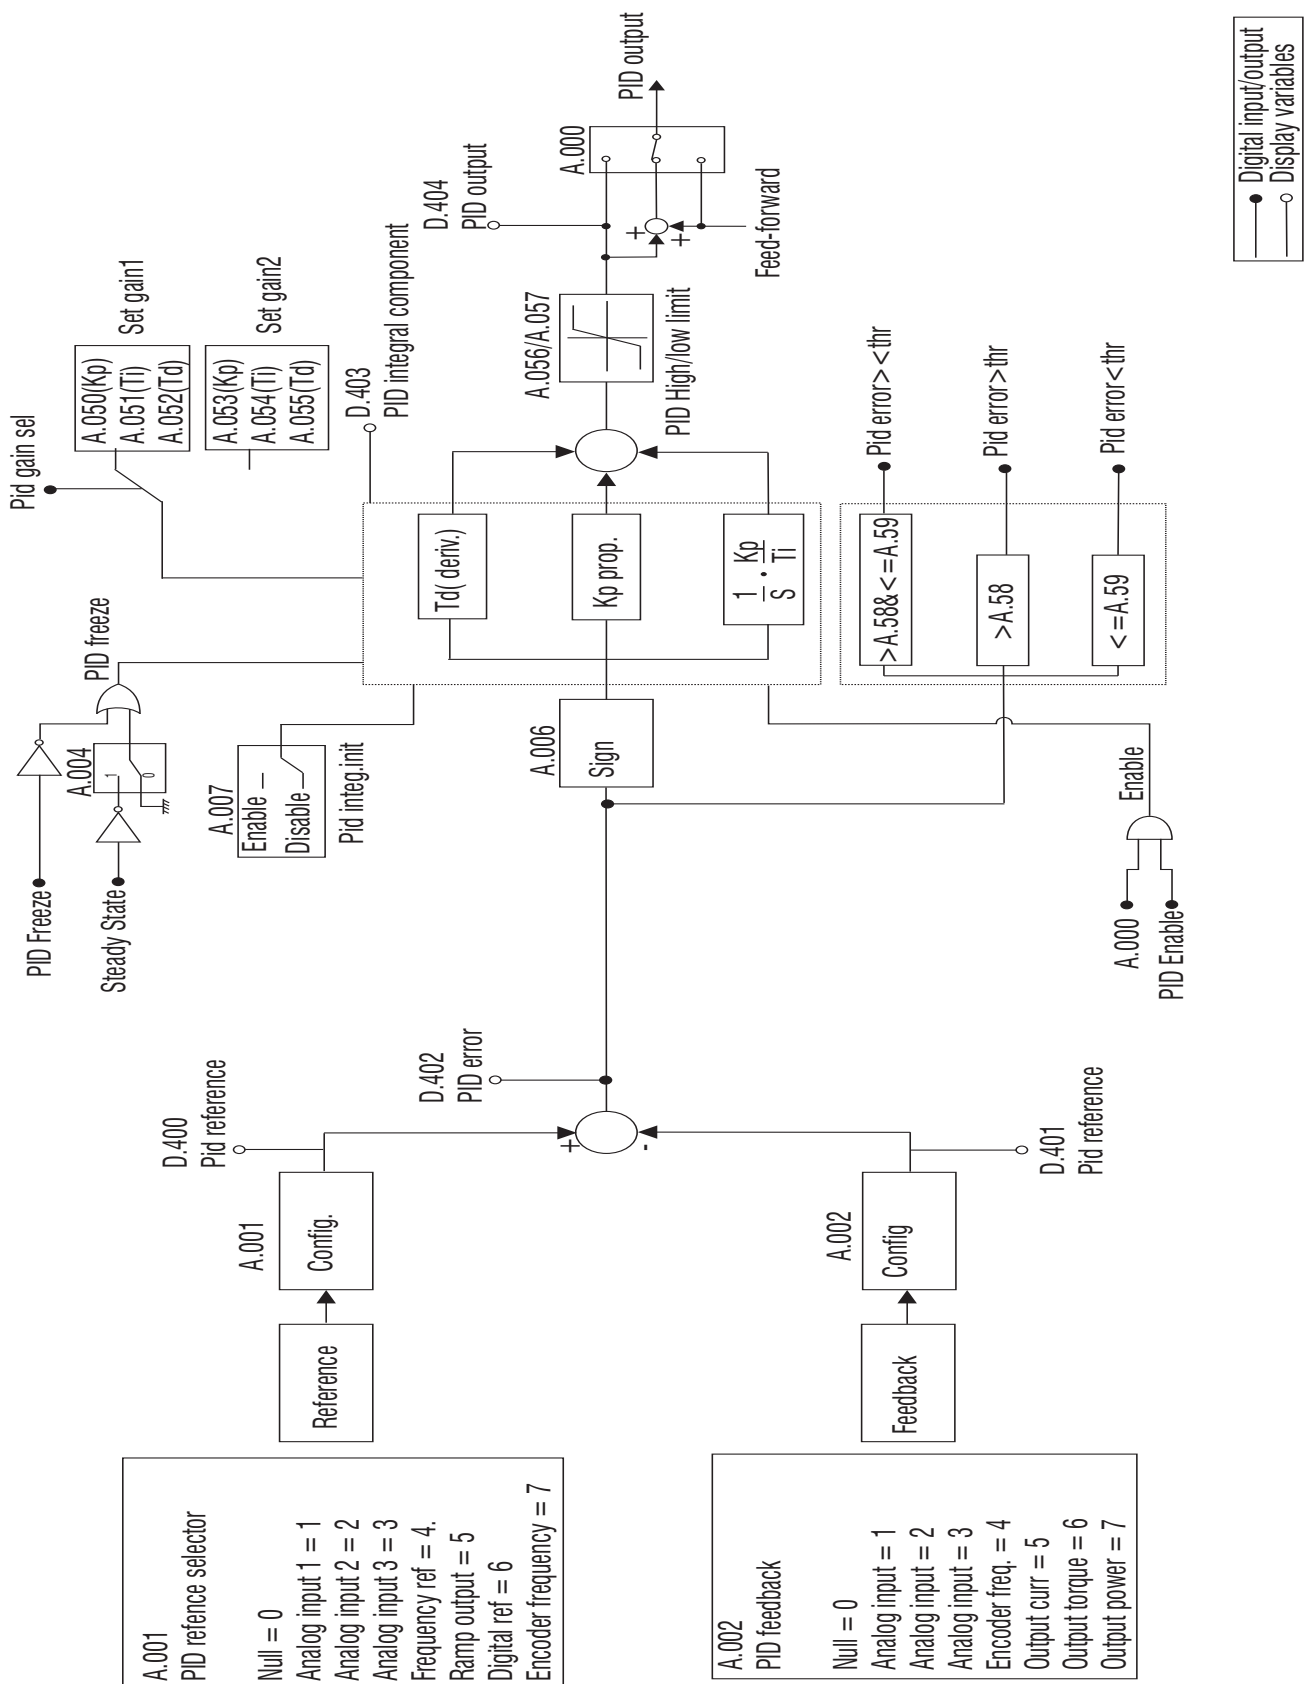 A.001
PID refence selector
Null = 0
Analog input 1 = 1
Analog input 2 = 2
Analog input 3 = 3
Frequency ref = 4.
Ramp output = 5
Digital ref = 6
Encoder frequency = 7
A.002
PID feedback
Null = 0
Analog input = 1
Analog input = 2
Analog input = 3
Encoder freq. = 4
Output curr = 5
Output torque = 6
Output power = 7
Reference
A.001
Config.
D.400
Pid reference
Feedback
A.002
Config
D.401
Pid reference
+
-
D.402
PID error
PID Freeze
Steady State
A.004
1
0
PID freeze
A.007
Enable
Disable
Pid integ.init
A.006
Sign
A.000
PID Enable
Enable
Pid gain sel
A.050(Kp)
A.051(Ti)
A.052(Td)
Set gain1
A.053(Kp)
A.054(Ti)
A.055(Td)
Set gain2
D.403
PID integral component
Td( deriv.)
Kp prop.
1 . Kp
S Ti
>A.58&<=A.59
>A.58
<=A.59
Pid error><thr
Pid error>thr
Pid error<thr
A.056/A.057
PID High/low limit
D.404
PID output
+
+
Feed-forward
A.000
PID output
Digital input/output
Display variables